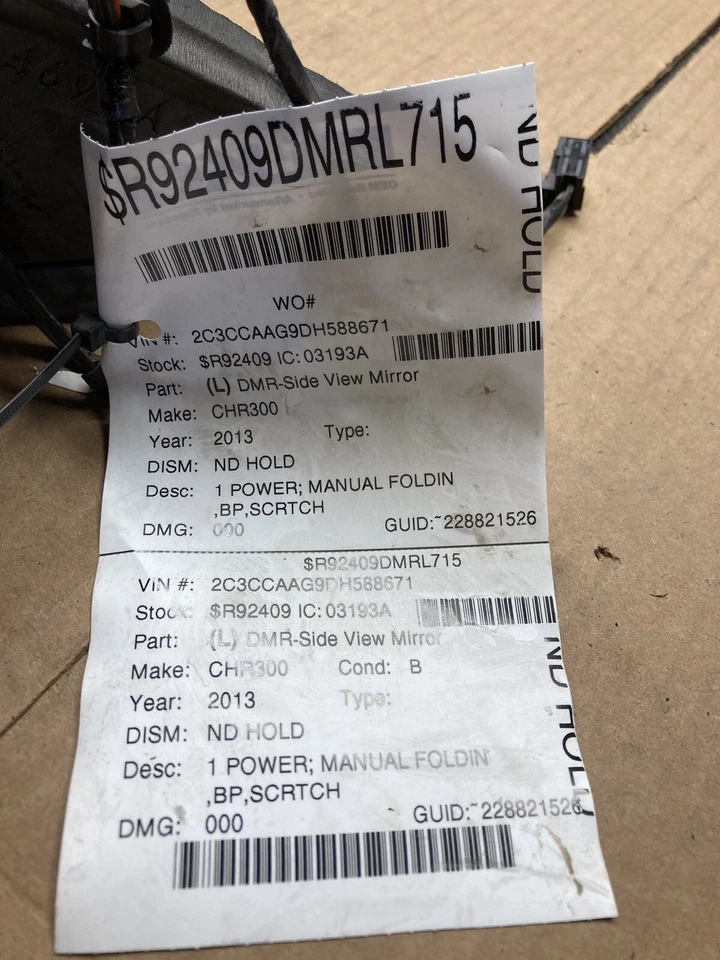 $R92409DMRL715
ND HOLD
WO#
VIN #: 2C3CCAAG9DH588671
Stock: $R92409 IC: 03193A
Part: (L) DMR-Side View Mirror
Make: CHR300
Year: 2013 Type:
DISM: ND HOLD
Desc: 1 POWER; MANUAL FOLDIN
,BP,SCRTCH
DMG: 000 GUID:~228821526
$R92409DMRL715
VIN #: 2C3CCAAG9DH588671
Stock: $R92409 IC: 03193A
Part: (L) DMR-Side View Mirror
Make: CHR300 Cond: B
Year: 2013 Type:
DISM: ND HOLD
ND HOLD
Desc: 1 POWER; MANUAL FOLDIN
,BP,SCRTCH
DMG: 000 GUID:~228821526